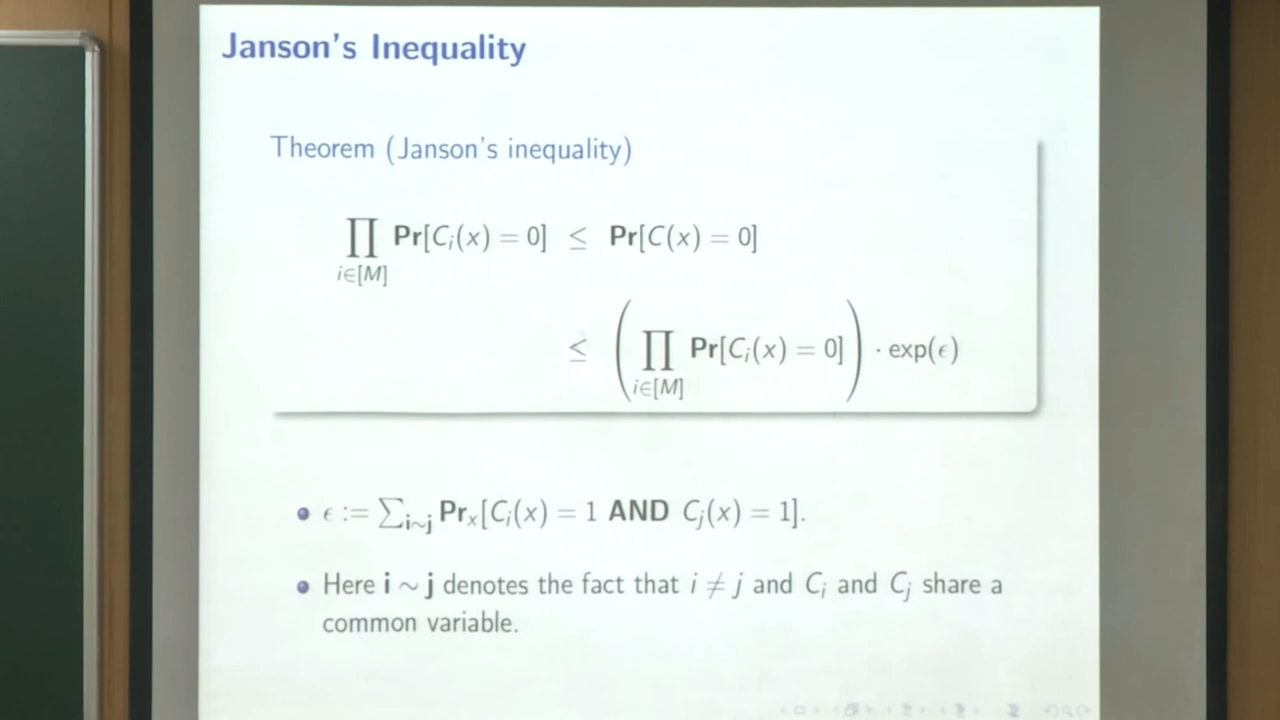 Janson's Inequality
Theorem (Janson's inequality)
∏_{i∈[M]} Pr[C_i(x) = 0] ≤ Pr[C(x) = 0]
≤ (∏_{i∈[M]} Pr[C_i(x) = 0]) · exp(ϵ)
ϵ := ∑_{i∼j} Pr_x[C_i(x) = 1 AND C_j(x) = 1].
Here i ∼ j denotes the fact that i ≠ j and C_i and C_j share a
common variable.